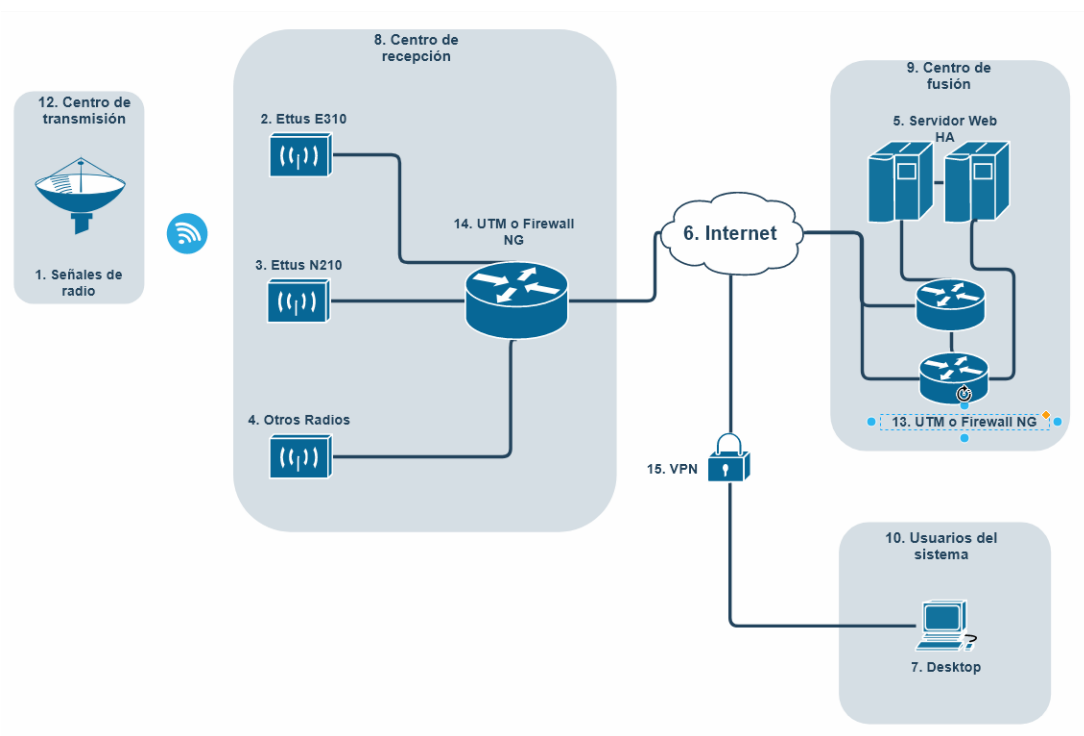 8. Centro de
recepción
9. Centro de
fusión
12. Centro de
transmisión
2. Ettus E310
5. Servidor Web
HA
14. UTM o Firewall
NG
6. Internet
3. Ettus N210
1. Señales de
radio
4. Otros Radios
13. UTM o Firewall NG
15. VPN
10. Usuarios del
sistema
7. Desktop